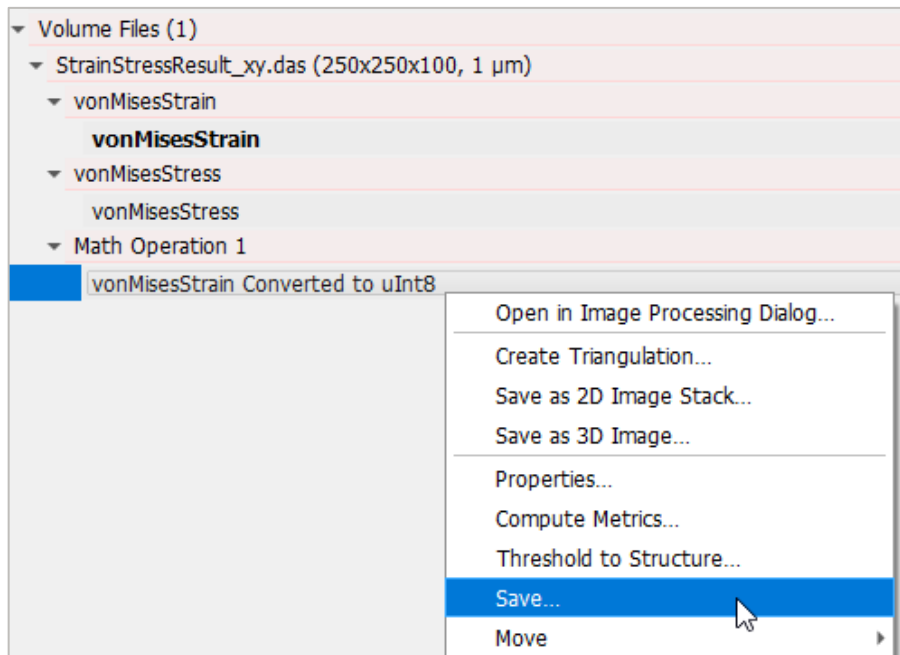 Volume Files (1)
StrainStressResult_xy.das (250x250x100, 1 µm)
vonMisesStrain
vonMisesStrain
vonMisesStress
vonMisesStress
Math Operation 1
vonMisesStrain Converted to uInt8
Open in Image Processing Dialog...
Create Triangulation...
Save as 2D Image Stack...
Save as 3D Image...
Properties...
Compute Metrics...
Threshold to Structure...
Save...
Move